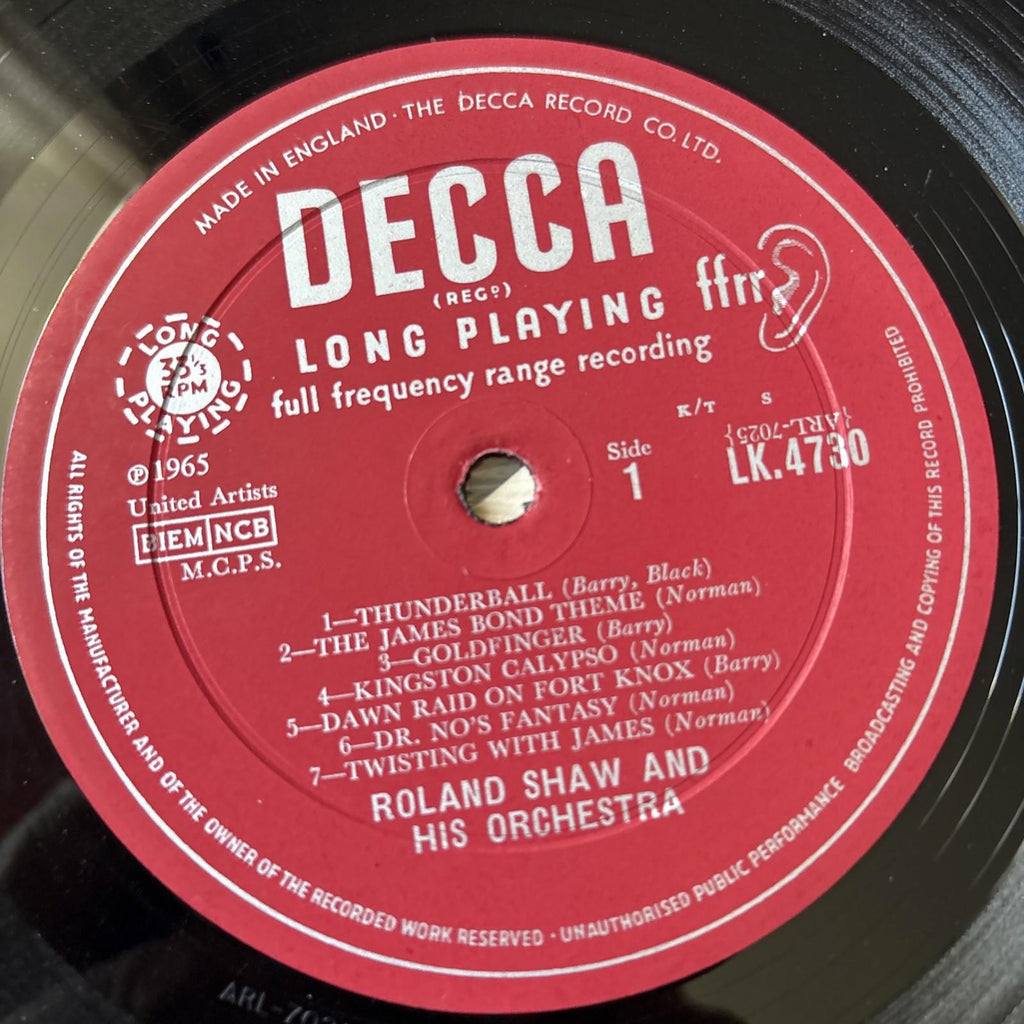 MADE IN ENGLAND · THE DECCA RECORD CO. LTD.
DECCA
(REGD)
LONG PLAYING ffrr
full frequency range recording
LONG
33 1/3
RPM
PLAYING
K/T S
{ARL-7025}
LK.4730
Side
1
℗ 1965
United Artists
BIEM NCB
M.C.P.S.
1—THUNDERBALL (Barry, Black)
2—THE JAMES BOND THEME (Norman)
3—GOLDFINGER (Barry)
4—KINGSTON CALYPSO (Norman)
5—DAWN RAID ON FORT KNOX (Barry)
6—DR. NO'S FANTASY (Norman)
7—TWISTING WITH JAMES (Norman)
ROLAND SHAW AND
HIS ORCHESTRA
ALL RIGHTS OF THE MANUFACTURER AND OF THE OWNER OF THE RECORDED WORK RESERVED · UNAUTHORISED PUBLIC PERFORMANCE BROADCASTING AND COPYING OF THIS RECORD PROHIBITED